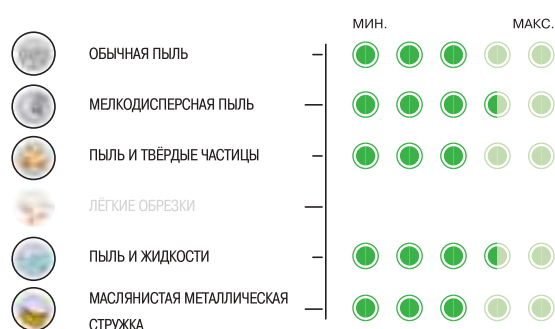 МИН. МАКС.
ОБЫЧНАЯ ПЫЛЬ
МЕЛКОДИСПЕРСНАЯ ПЫЛЬ
ПЫЛЬ И ТВЁРДЫЕ ЧАСТИЦЫ
ЛЁГКИЕ ОБРЕЗКИ
ПЫЛЬ И ЖИДКОСТИ
МАСЛЯНИСТАЯ МЕТАЛЛИЧЕСКАЯ
СТРУЖКА